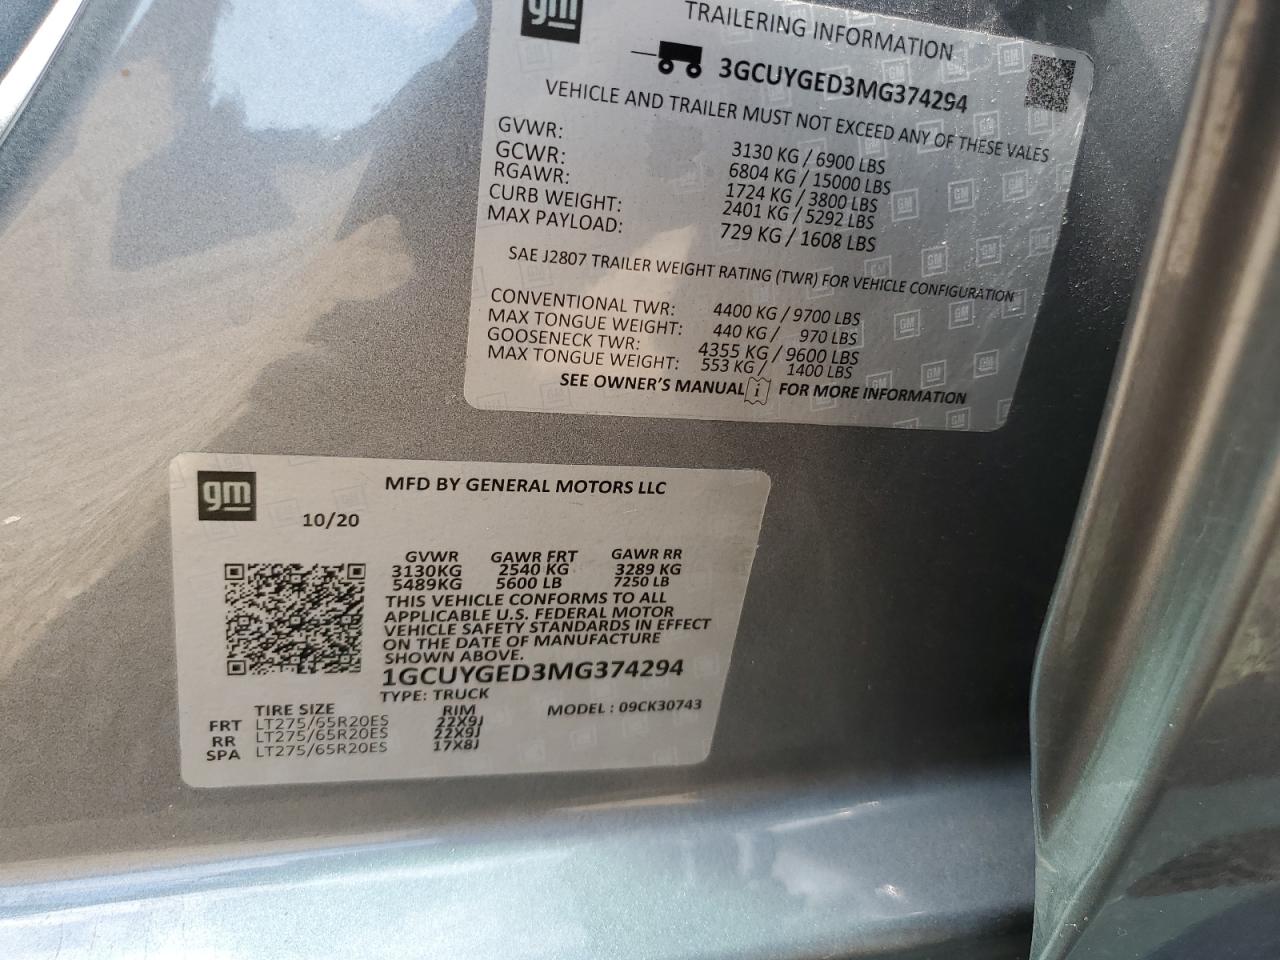 gm
TRAILERING INFORMATION
3GCUYGED3MG374294
VEHICLE AND TRAILER MUST NOT EXCEED ANY OF THESE VALES
GVWR: 3130 KG / 6900 LBS
GCWR: 6804 KG / 15000 LBS
RGAWR: 1724 KG / 3800 LBS
CURB WEIGHT: 2401 KG / 5292 LBS
MAX PAYLOAD: 729 KG / 1608 LBS
SAE J2807 TRAILER WEIGHT RATING (TWR) FOR VEHICLE CONFIGURATION
CONVENTIONAL TWR: 4400 KG / 9700 LBS
MAX TONGUE WEIGHT: 440 KG / 970 LBS
GOOSENECK TWR: 4355 KG / 9600 LBS
MAX TONGUE WEIGHT: 553 KG / 1400 LBS
SEE OWNER'S MANUAL i FOR MORE INFORMATION
gm
MFD BY GENERAL MOTORS LLC
10/20
GVWR GAWR FRT GAWR RR
3130KG 2540 KG 3289 KG
5489KG 5600 LB 7250 LB
THIS VEHICLE CONFORMS TO ALL
APPLICABLE U.S. FEDERAL MOTOR
VEHICLE SAFETY STANDARDS IN EFFECT
ON THE DATE OF MANUFACTURE
SHOWN ABOVE.
1GCUYGED3MG374294
TYPE: TRUCK
MODEL : 09CK30743
TIRE SIZE RIM
FRT LT275/65R20ES 22X9J
RR LT275/65R20ES 22X9J
SPA LT275/65R20ES 17X8J